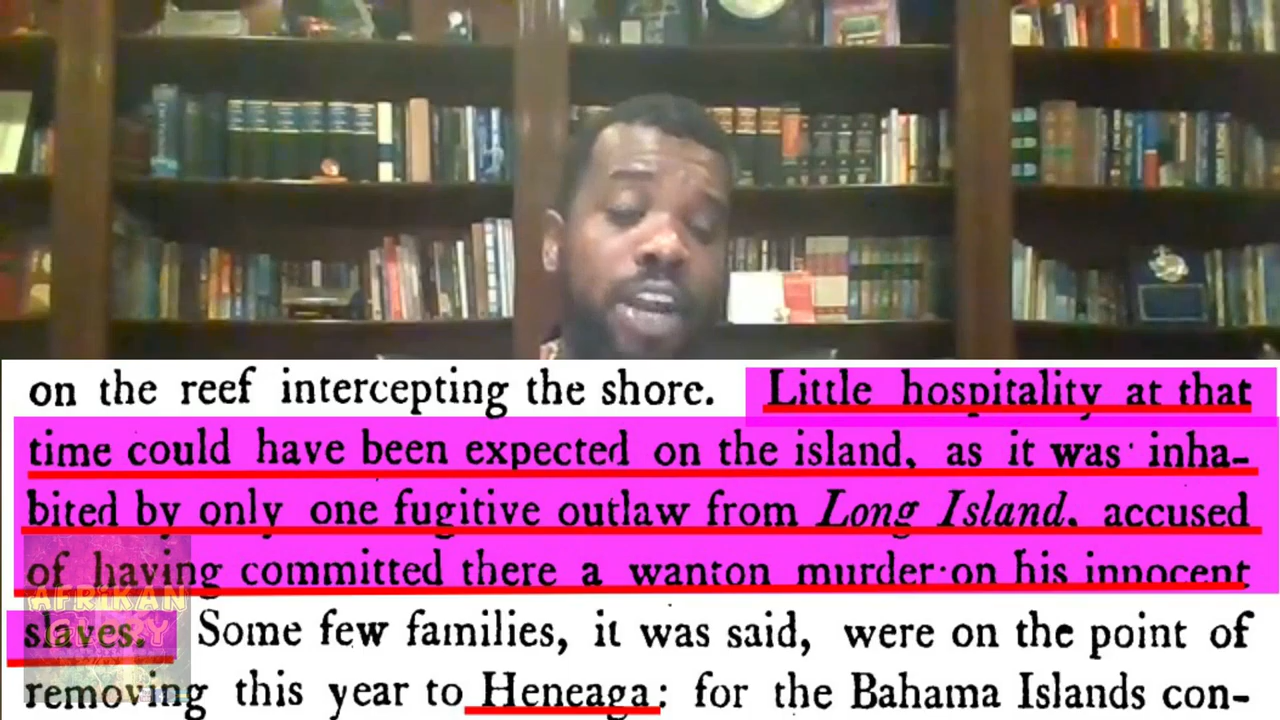 on the reef intercepting the shore. Little hospitality at that
time could have been expected on the island, as it was inha-
bited by only one fugitive outlaw from Long Island, accused
of having committed there a wanton murder on his innocent
AFRIKAN
GLORY
slaves. Some few families, it was said, were on the point of
removing this year to Heneaga: for the Bahama Islands con-